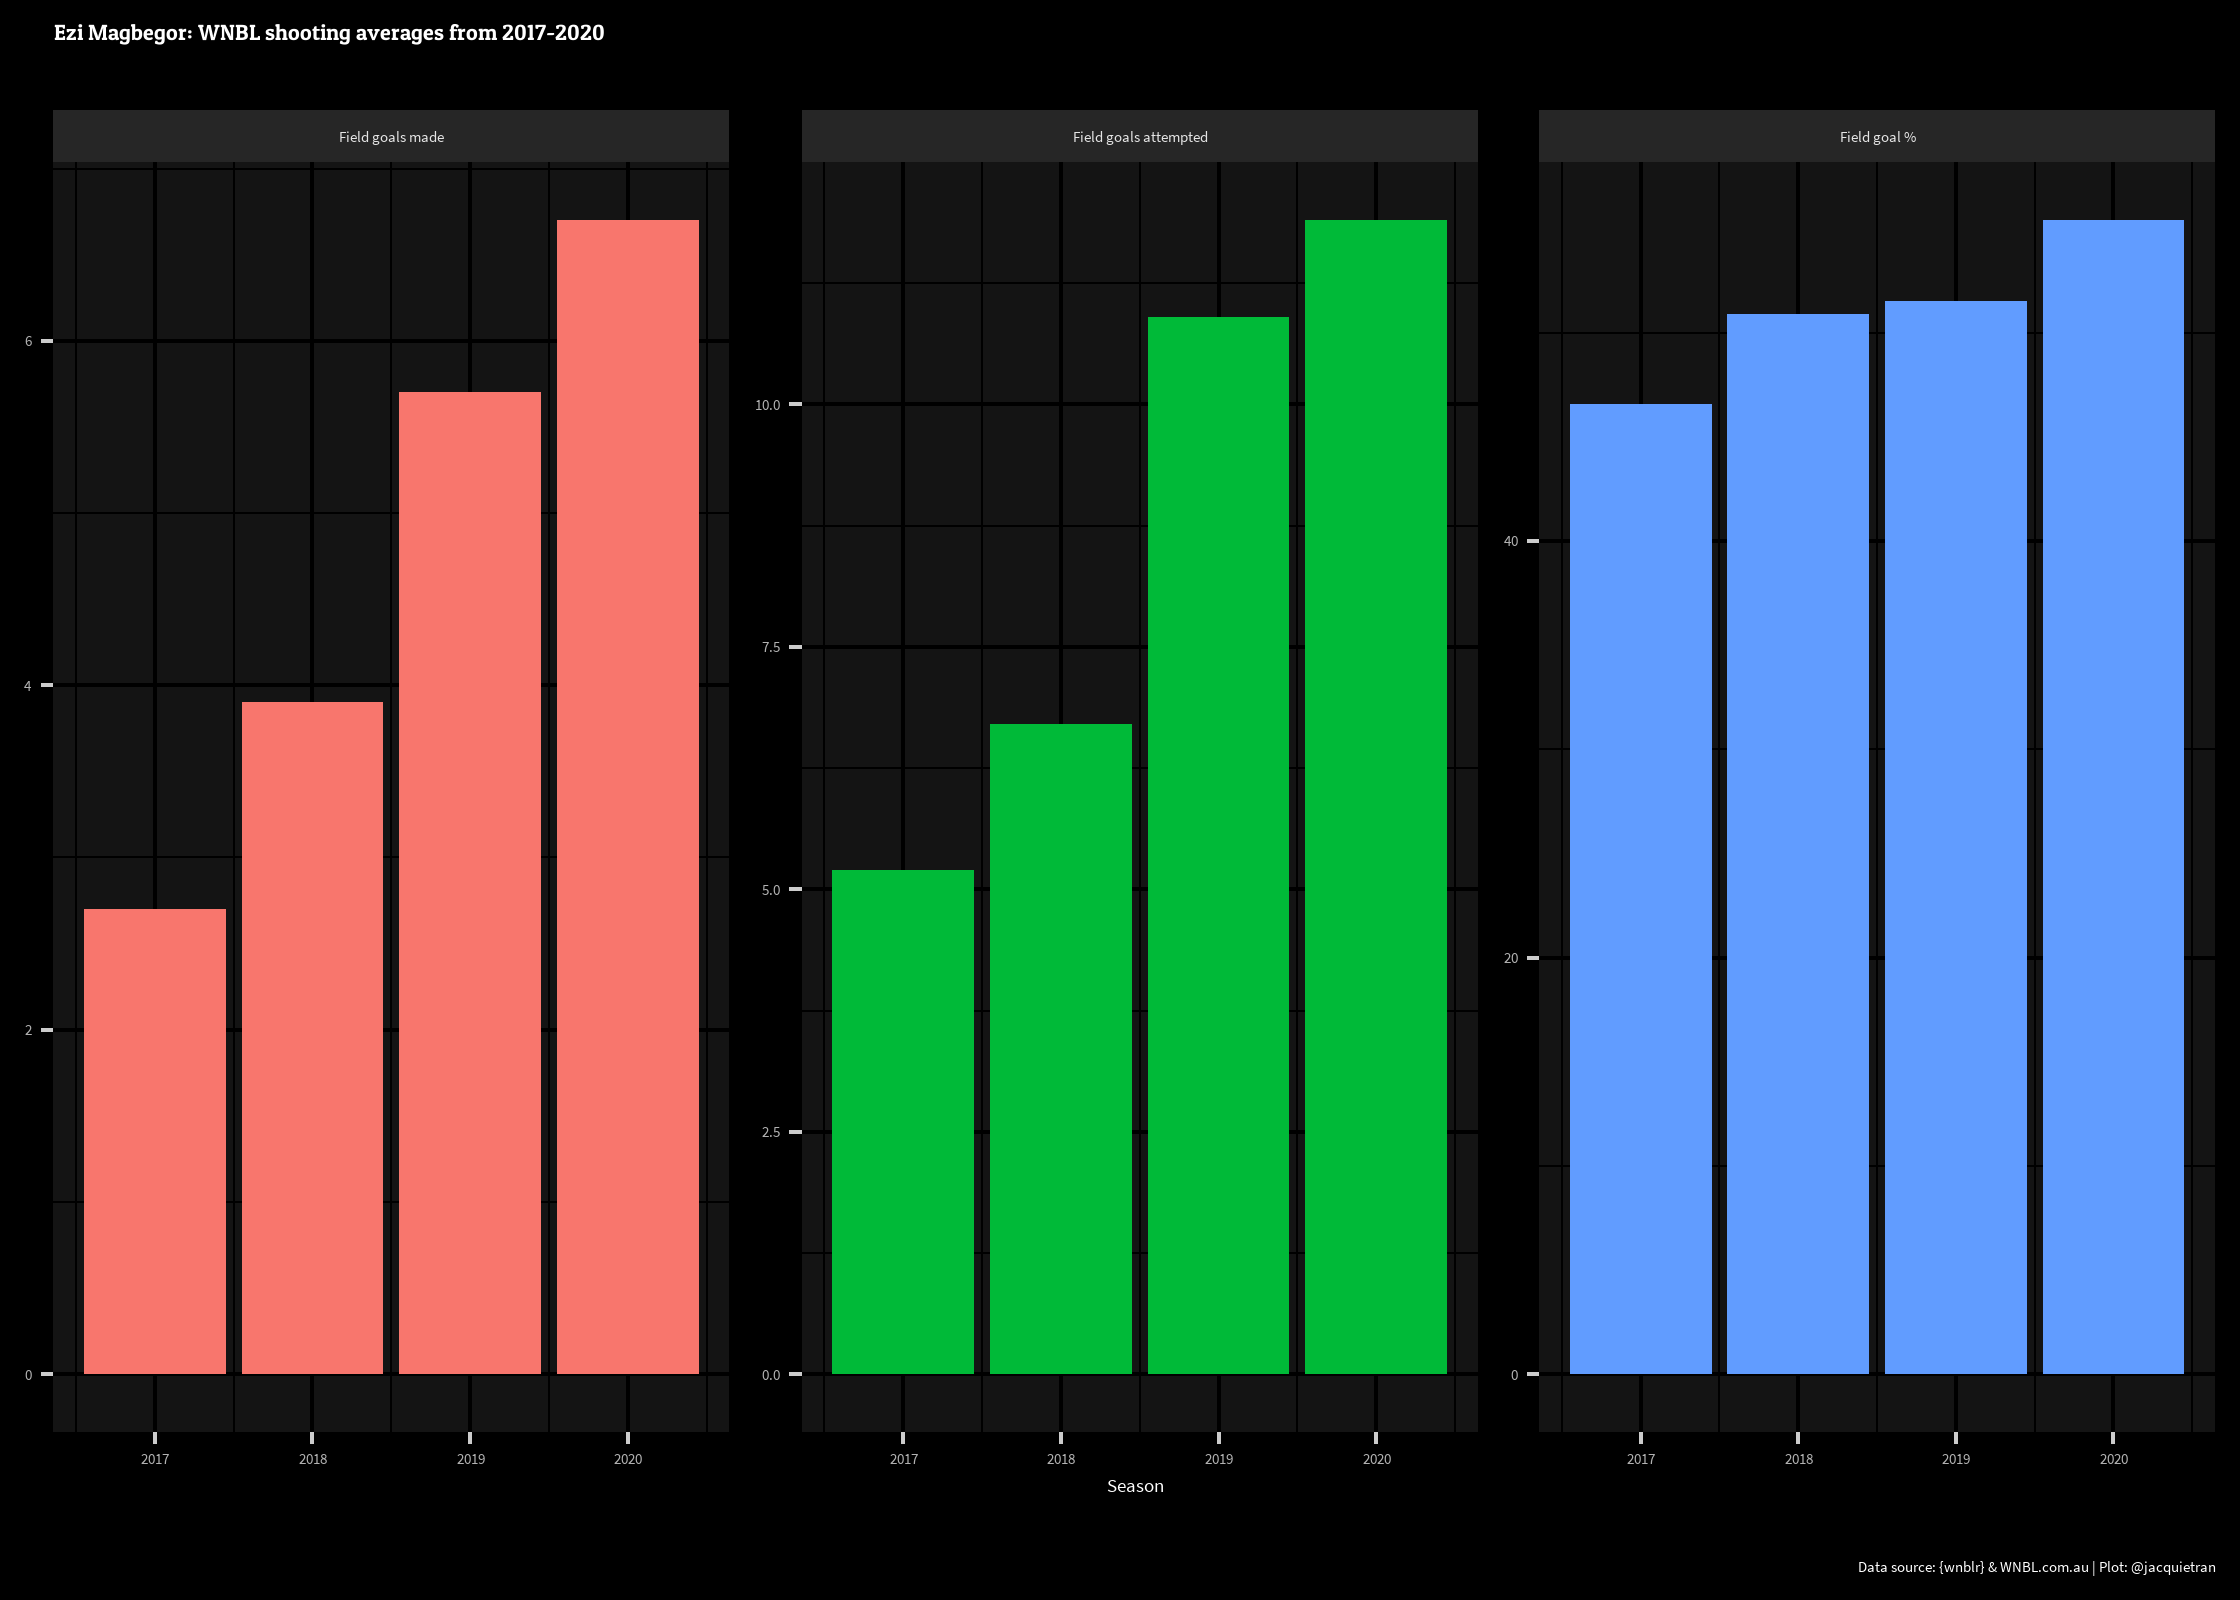 Ezi Magbegor: WNBL shooting averages from 2017-2020
Field goals made
6
4
2
0
2017 2018 2019 2020
Field goals attempted
10.0
7.5
5.0
2.5
0.0
2017 2018 2019 2020
Field goal %
40
20
0
2017 2018 2019 2020
Season
Data source: {wnblr} & WNBL.com.au | Plot: @jacquietran